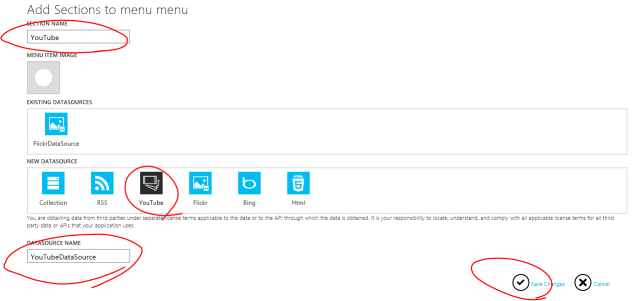 Add Sections to menu menu
SECTION NAME
YouTube
MENU ITEM IMAGE
EXISTING DATASOURCES
FlickrDataSource
NEW DATASOURCE
Collection RSS YouTube Flickr Bing Html
You are obtaining data from third parties under separate license terms applicable to the data or to the API through which the data is obtained. It is your responsibility to locate, understand, and comply with all applicable license terms for all third
party data or APIs that your application uses.
DATASOURCE NAME
YouTubeDataSource
Save Changes Cancel